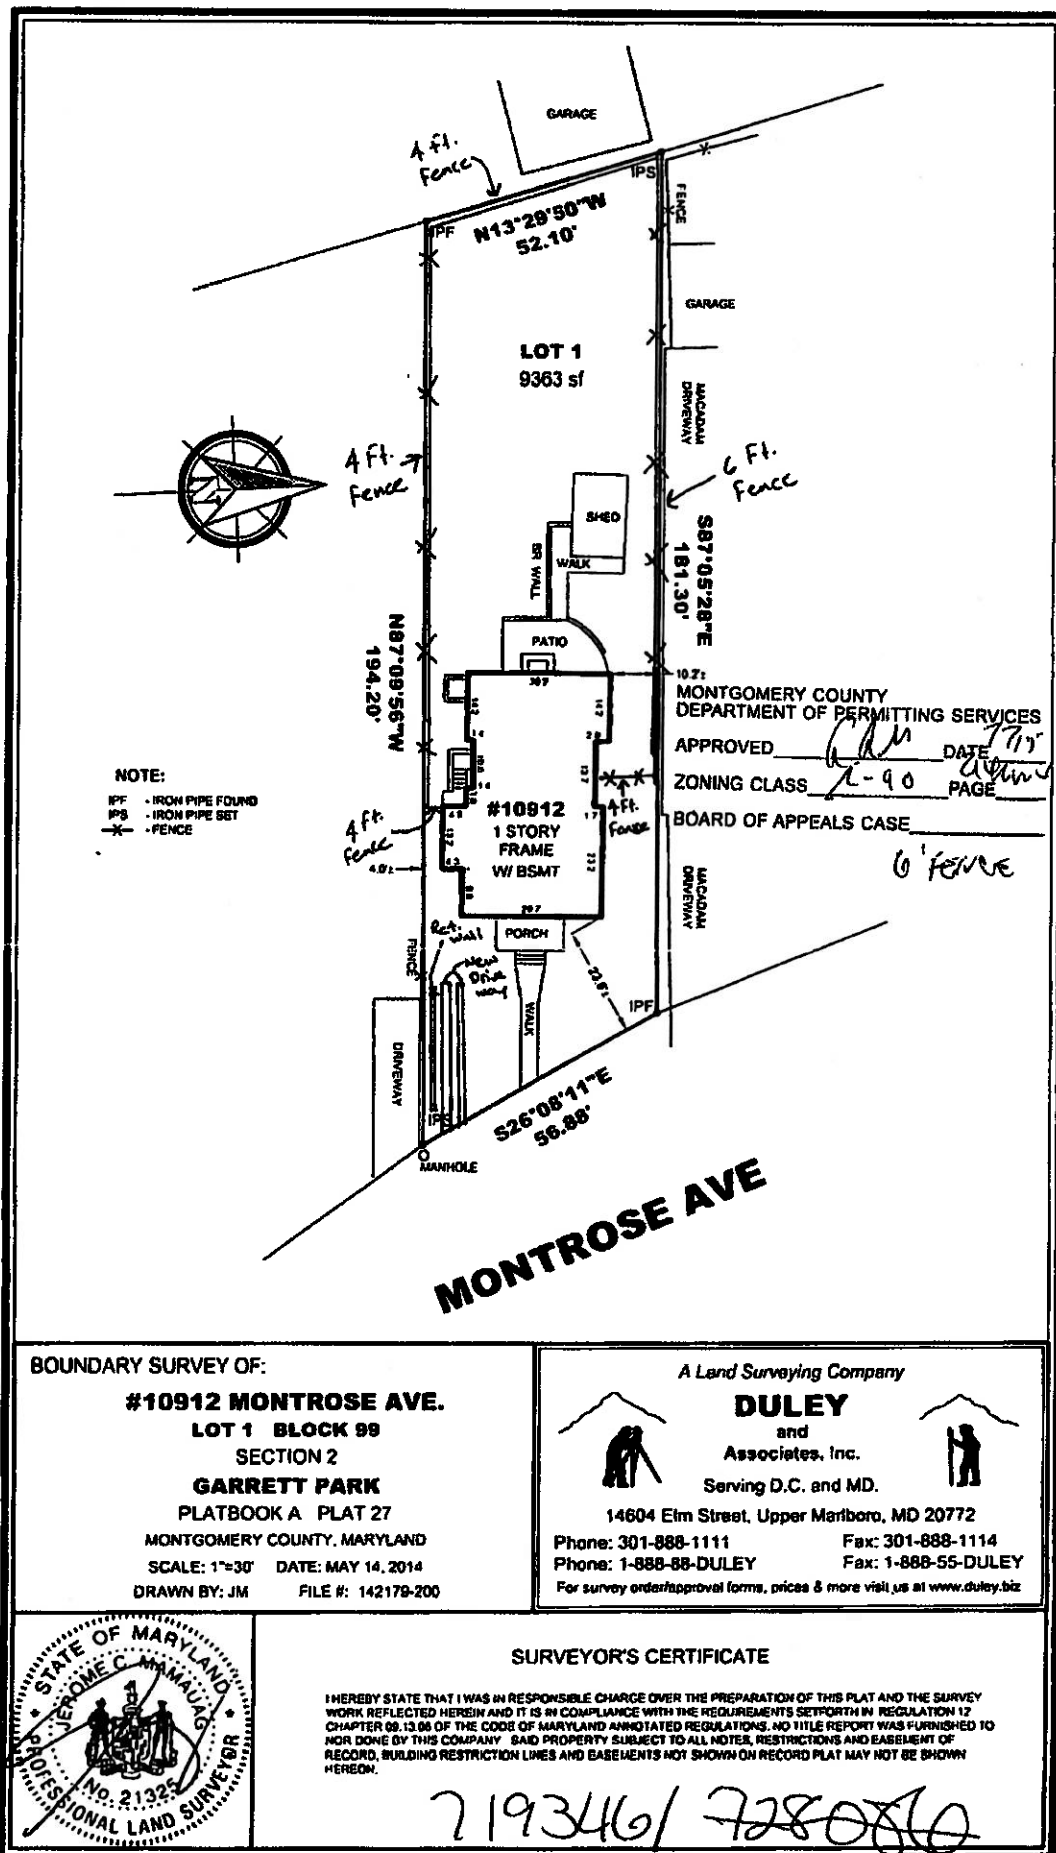 GARAGE
4 ft.
Fence
IPS
FENCE
IPF
N13°29'50"W
52.10'
GARAGE
LOT 1
9363 sf
MACADAM
DRIVEWAY
4 Ft.
Fence
6 Ft.
Fence
SHED
BR WALL
WALK
S87°05'28"E
181.30'
PATIO
N87°09'56"W
194.20'
10.2'±
MONTGOMERY COUNTY
DEPARTMENT OF PERMITTING SERVICES
APPROVED DATE
ZONING CLASS R-90 PAGE
BOARD OF APPEALS CASE
6' FENCE
NOTE:
IPF - IRON PIPE FOUND
IPS - IRON PIPE SET
-X- - FENCE
#10912
1 STORY
FRAME
W/ BSMT
4 ft.
Fence
4 ft.
Fence
4.0'±
MACADAM
DRIVEWAY
FENCE
Ret.
Wall
New
Drive
way
PORCH
WALK
IPF
DRIVEWAY
IPS
S26°08'11"E
56.88'
MANHOLE
MONTROSE AVE
BOUNDARY SURVEY OF:
#10912 MONTROSE AVE.
LOT 1 BLOCK 99
SECTION 2
GARRETT PARK
PLATBOOK A PLAT 27
MONTGOMERY COUNTY, MARYLAND
SCALE: 1"=30' DATE: MAY 14, 2014
DRAWN BY: JM FILE #: 142179-200
A Land Surveying Company
DULEY
and
Associates, Inc.
Serving D.C. and MD.
14604 Elm Street, Upper Marlboro, MD 20772
Phone: 301-888-1111 Fax: 301-888-1114
Phone: 1-888-88-DULEY Fax: 1-888-55-DULEY
For survey order/approval forms, prices & more visit us at www.duley.biz
STATE OF MARYLAND
JEROME C. MAMAUAG
No. 21325
PROFESSIONAL LAND SURVEYOR
SURVEYOR'S CERTIFICATE
I HEREBY STATE THAT I WAS IN RESPONSIBLE CHARGE OVER THE PREPARATION OF THIS PLAT AND THE SURVEY
WORK REFLECTED HEREIN AND IT IS IN COMPLIANCE WITH THE REQUIREMENTS SETFORTH IN REGULATION 12
CHAPTER 09.13.06 OF THE CODE OF MARYLAND ANNOTATED REGULATIONS. NO TITLE REPORT WAS FURNISHED TO
NOR DONE BY THIS COMPANY SAID PROPERTY SUBJECT TO ALL NOTES, RESTRICTIONS AND EASEMENT OF
RECORD, BUILDING RESTRICTION LINES AND EASEMENTS NOT SHOWN ON RECORD PLAT MAY NOT BE SHOWN
HEREON.
719346/ 728086